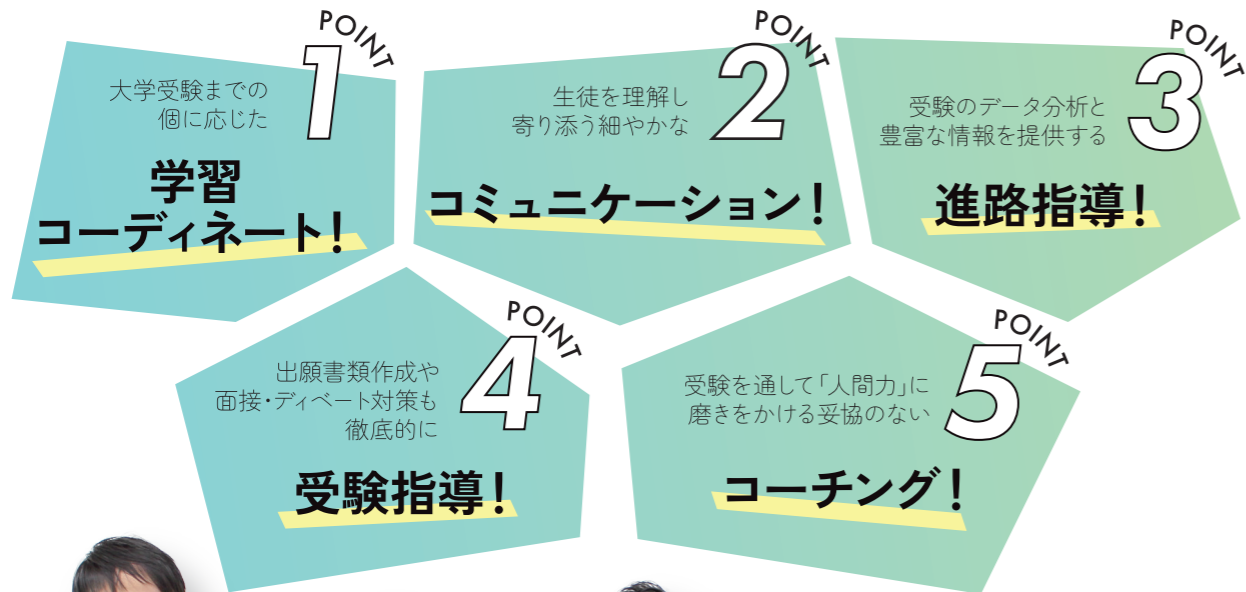 POINT
1
大学受験までの
個に応じた
学習
コーディネート!
POINT
2
生徒を理解し
寄り添う細やかな
コミュニケーション!
POINT
3
受験のデータ分析と
豊富な情報を提供する
進路指導!
POINT
4
出願書類作成や
面接・ディベート対策も
徹底的に
受験指導!
POINT
5
受験を通して「人間力」に
磨きをかける妥協のない
コーチング!